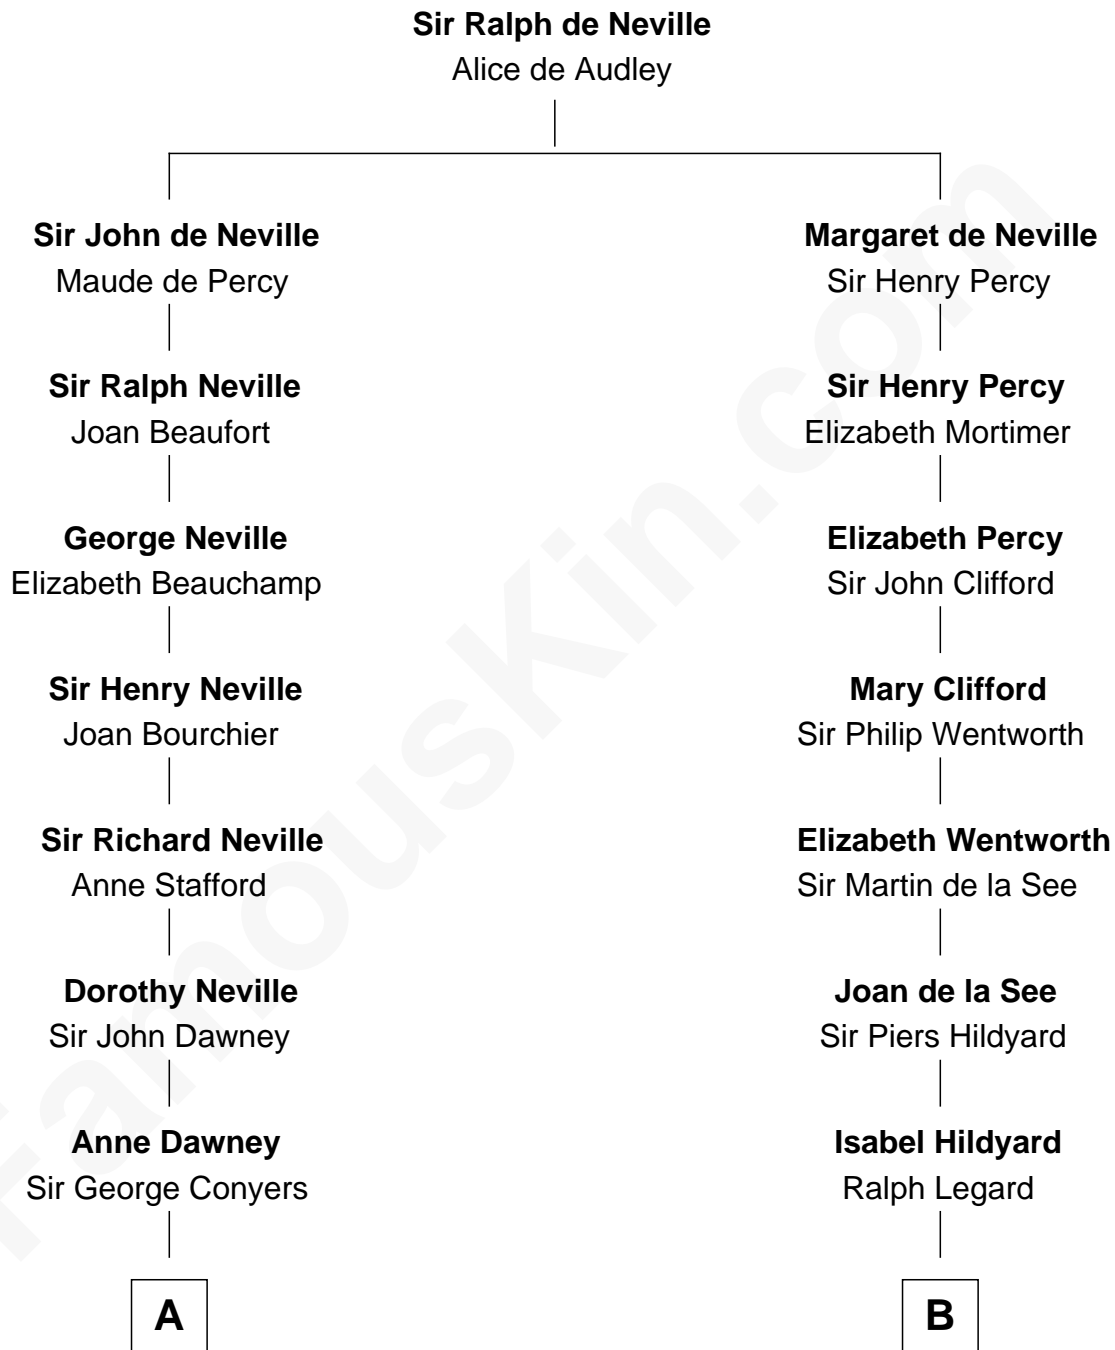 Sir Ralph de Neville
Alice de Audley
Sir John de Neville
Maude de Percy
Margaret de Neville
Sir Henry Percy
Sir Ralph Neville
Joan Beaufort
Sir Henry Percy
Elizabeth Mortimer
George Neville
Elizabeth Beauchamp
Elizabeth Percy
Sir John Clifford
Sir Henry Neville
Joan Bourchier
Mary Clifford
Sir Philip Wentworth
Sir Richard Neville
Anne Stafford
Elizabeth Wentworth
Sir Martin de la See
Dorothy Neville
Sir John Dawney
Joan de la See
Sir Piers Hildyard
Anne Dawney
Sir George Conyers
Isabel Hildyard
Ralph Legard
A
B
FamousKin.com